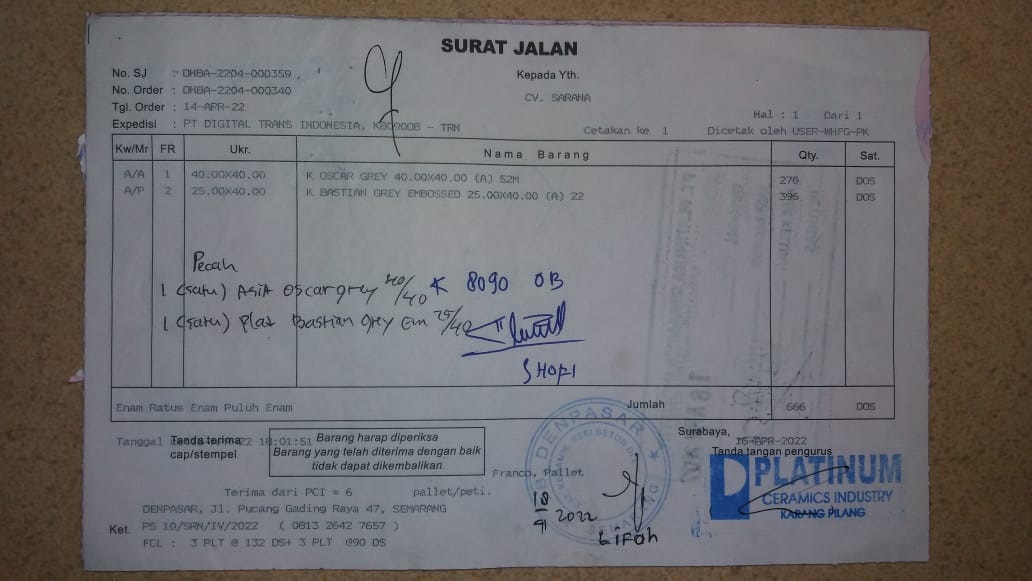 SURAT JALAN
No. SJ : DKBA-2204-000359
No. Order : DKBA-2204-000340
Tgl. Order : 14-APR-22
Expedisi : PT DIGITAL TRANS INDONESIA, K8090OB - TRN
Kepada Yth.
CV. SARANA
Hal : 1 Dari 1
Cetakan ke 1 Dicetak oleh USER-WHFG-PK
Kw/Mr FR Ukr. Nama Barang Qty. Sat.
A/A 1 40.00X40.00 K OSCAR GREY 40.00X40.00 (A) 52M 270 DOS
A/P 2 25.00X40.00 K BASTIAN GREY EMBOSSED 25.00X40.00 (A) 22 396 DOS
Pecah
1 (satu) Asia Oscar grey 40/40 K 8090 OB
1 (satu) Plat Bastian grey Em 25/40
SHOPI
Enam Ratus Enam Puluh Enam Jumlah 666 DOS
Tanggal 22 18:01:51
Tanda terima
cap/stempel
Barang harap diperiksa
Barang yang telah diterima dengan baik
tidak dapat dikembalikan
Surabaya, 15-APR-2022
Tanda tangan pengurus
Franco, Pallet
Terima dari PCI = 6 pallet/peti.
DENPASAR, Jl. Pucang Gading Raya 47, SEMARANG
Ket. PS 10/SRN/IV/2022 ( 0813 2642 7657 )
FCL : 3 PLT @ 132 DS+ 3 PLT @90 DS
DENPASAR
18/4 2022
Lifah
PLATINUM
CERAMICS INDUSTRY
KARANG PILANG